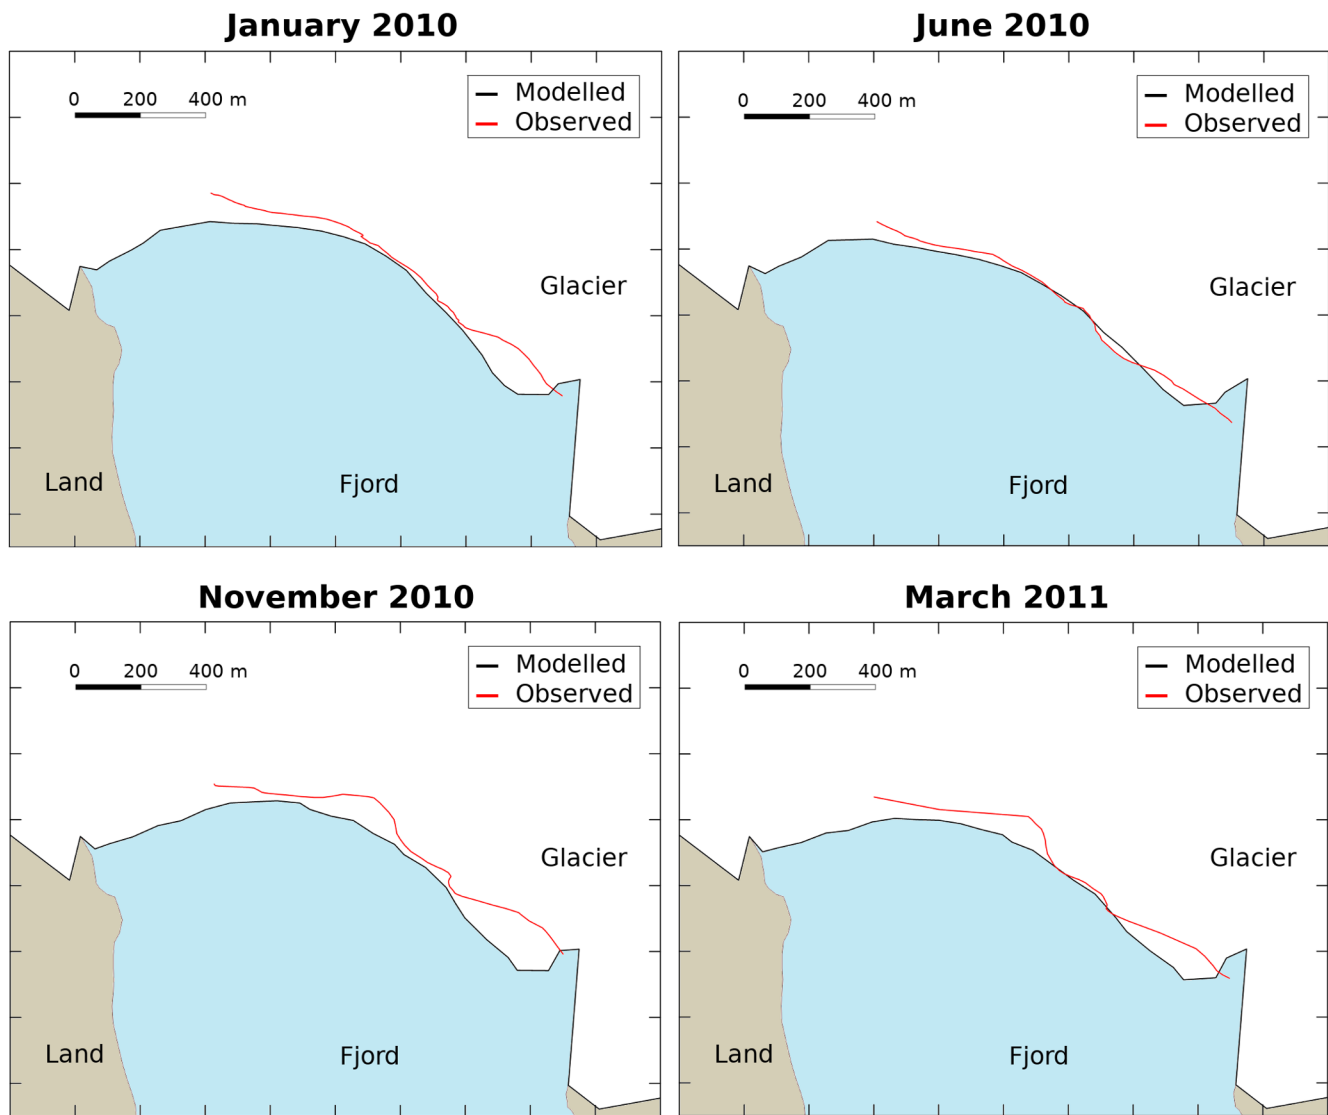 January 2010
0 200 400 m
Modelled
Observed
Glacier
Land
Fjord
June 2010
0 200 400 m
Modelled
Observed
Glacier
Land
Fjord
November 2010
0 200 400 m
Modelled
Observed
Glacier
Land
Fjord
March 2011
0 200 400 m
Modelled
Observed
Glacier
Land
Fjord